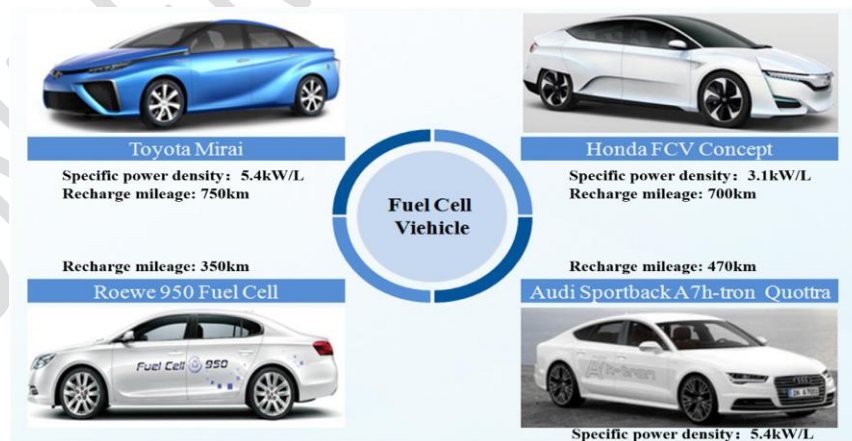 Toyota Mirai
Specific power density: 5.4kW/L
Recharge mileage: 750km
Honda FCV Concept
Specific power density: 3.1kW/L
Recharge mileage: 700km
Fuel Cell
Viehicle
Recharge mileage: 350km
Roewe 950 Fuel Cell
Fuel Cell 950
Recharge mileage: 470km
Audi Sportback A7h-tron Quottra
h-tron
Specific power density: 5.4kW/L